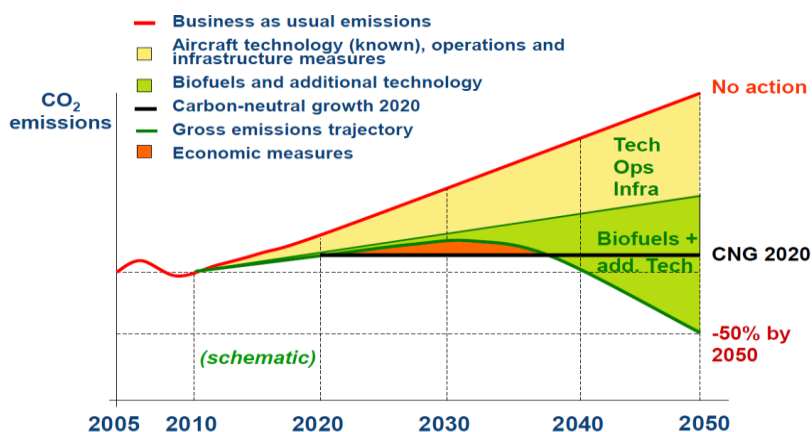 Business as usual emissions
Aircraft technology (known), operations and
infrastructure measures
Biofuels and additional technology
Carbon-neutral growth 2020
Gross emissions trajectory
Economic measures
CO2
emissions
No action
Tech
Ops
Infra
Biofuels +
add. Tech
CNG 2020
-50% by
2050
(schematic)
2005 2010 2020 2030 2040 2050